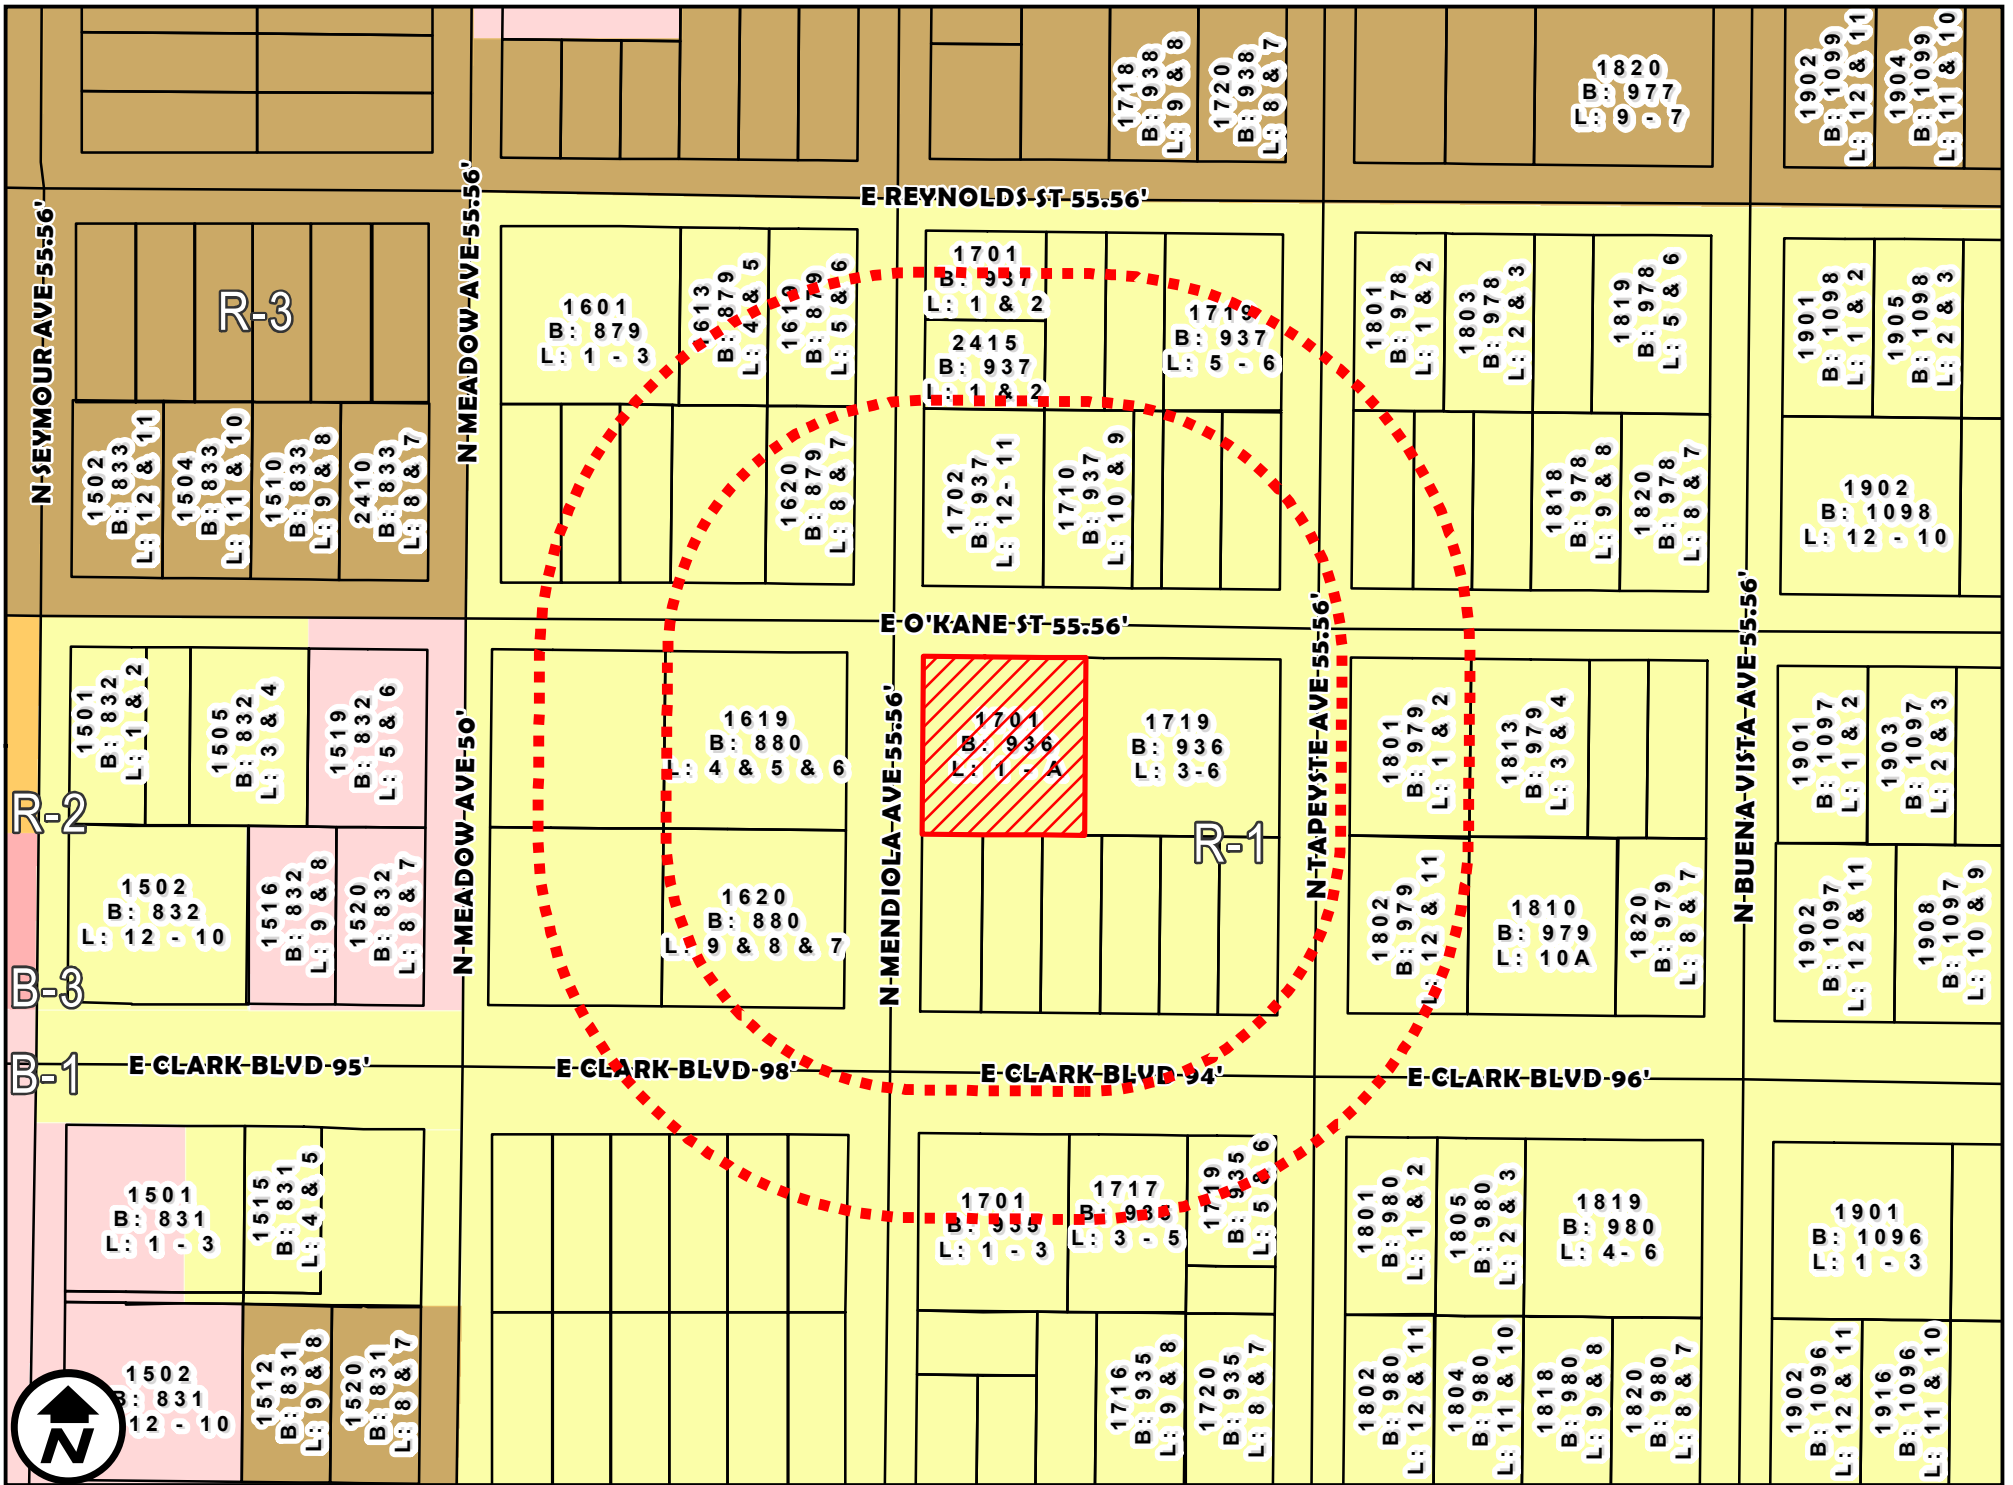 1718
B: 938
L: 9 & 8
1720
B: 938
L: 8 & 7
1820
B: 977
L: 9 - 7
1902
B: 1099
L: 12 & 11
1904
B: 1099
L: 11 & 10
E REYNOLDS ST 55.56'
N SEYMOUR AVE 55.56'
N MEADOW AVE 55.56'
R-3
1601
B: 879
L: 1 - 3
1613
B: 879
L: 4 & 5
1619
B: 879
L: 5 & 6
1701
B: 937
L: 1 & 2
2415
B: 937
L: 1 & 2
1719
B: 937
L: 5 - 6
1801
B: 978
L: 1 & 2
1803
B: 978
L: 2 & 3
1819
B: 978
L: 5 & 6
1901
B: 1098
L: 1 & 2
1905
B: 1098
L: 2 & 3
1502
B: 833
L: 12 & 11
1504
B: 833
L: 11 & 10
1510
B: 833
L: 9 & 8
2410
B: 833
L: 8 & 7
1620
B: 879
L: 8 & 7
1702
B: 937
L: 12- 11
1710
B: 937
L: 10 & 9
1818
B: 978
L: 9 & 8
1820
B: 978
L: 8 & 7
1902
B: 1098
L: 12 - 10
E O'KANE ST 55.56'
N TAPEYSTE AVE 55.56'
N BUENA VISTA AVE 55.56'
1501
B: 832
L: 1 & 2
1505
B: 832
L: 3 & 4
1519
B: 832
L: 5 & 6
N MEADOW AVE 50'
1619
B: 880
L: 4 & 5 & 6
N MENDIOLA AVE 55.56'
1701
B: 936
L: 1 - A
1719
B: 936
L: 3-6
1801
B: 979
L: 1 & 2
1813
B: 979
L: 3 & 4
1901
B: 1097
L: 1 & 2
1903
B: 1097
L: 2 & 3
R-2
R-1
1502
B: 832
L: 12 - 10
1516
B: 832
L: 9 & 8
1520
B: 832
L: 8 & 7
1620
B: 880
L: 9 & 8 & 7
1802
B: 979
L: 12 & 11
1810
B: 979
L: 10A
1820
B: 979
L: 8 & 7
1902
B: 1097
L: 12 & 11
1908
B: 1097
L: 10 & 9
B-3
B-1
E CLARK BLVD 95'
E CLARK BLVD 98'
E CLARK BLVD 94'
E CLARK BLVD 96'
1501
B: 831
L: 1 - 3
1515
B: 831
L: 4 & 5
1701
B: 935
L: 1 - 3
1717
B: 935
L: 3 - 5
1719
B: 935
L: 5 & 6
1801
B: 980
L: 1 & 2
1805
B: 980
L: 2 & 3
1819
B: 980
L: 4- 6
1901
B: 1096
L: 1 - 3
1502
B: 831
12 - 10
1512
B: 831
L: 9 & 8
1520
B: 831
L: 8 & 7
1716
B: 935
L: 9 & 8
1720
B: 935
L: 8 & 7
1802
B: 980
L: 12 & 11
1804
B: 980
L: 11 & 10
1818
B: 980
L: 9 & 8
1820
B: 980
L: 8 & 7
1902
B: 1096
L: 12 & 11
1916
B: 1096
L: 11 & 10
N